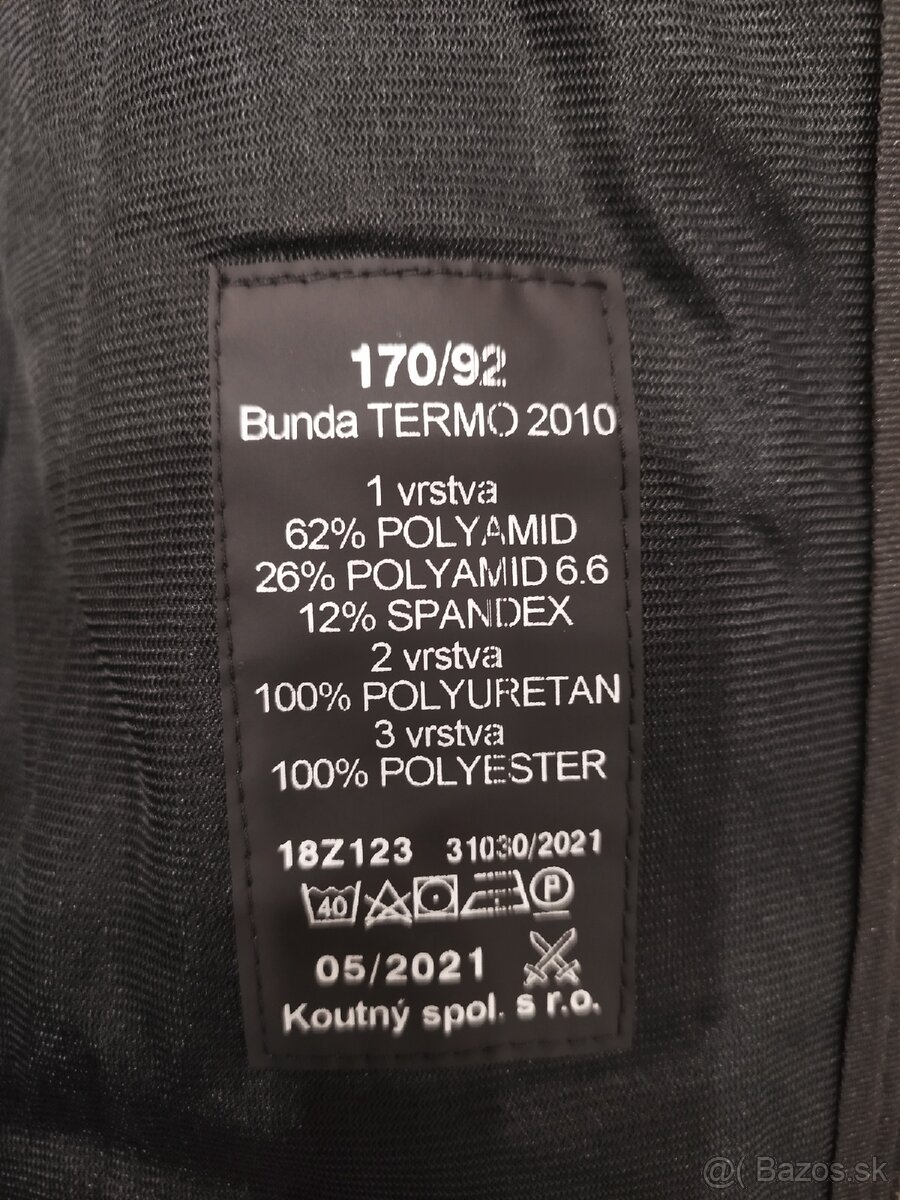 170/92
Bunda TERMO 2010
1 vrstva
62% POLYAMID
26% POLYAMID 6.6
12% SPANDEX
2 vrstva
100% POLYURETAN
3 vrstva
100% POLYESTER
18Z123 31030/2021
40 P
05/2021
Koutný spol. s r.o.
@( Bazos.sk